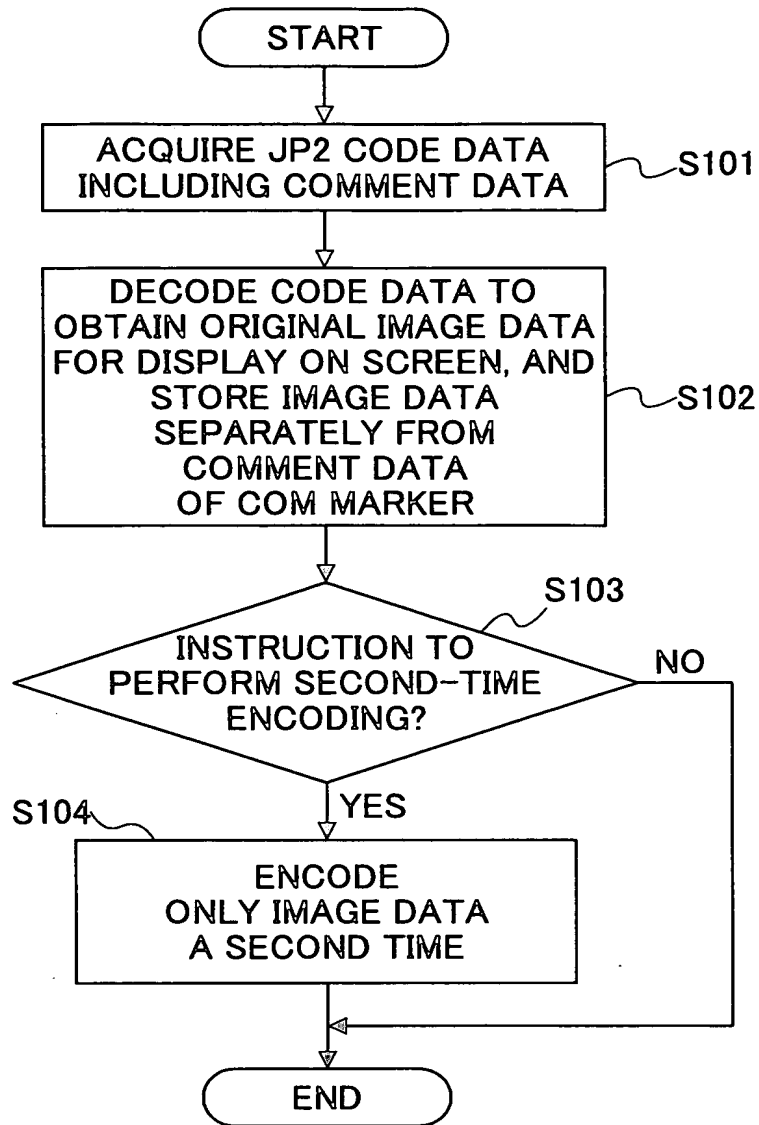 START
ACQUIRE JP2 CODE DATA
INCLUDING COMMENT DATA
S101
DECODE CODE DATA TO
OBTAIN ORIGINAL IMAGE DATA
FOR DISPLAY ON SCREEN, AND
STORE IMAGE DATA
SEPARATELY FROM
COMMENT DATA
OF COM MARKER
S102
S103
INSTRUCTION TO
PERFORM SECOND-TIME
ENCODING?
NO
YES
S104
ENCODE
ONLY IMAGE DATA
A SECOND TIME
END